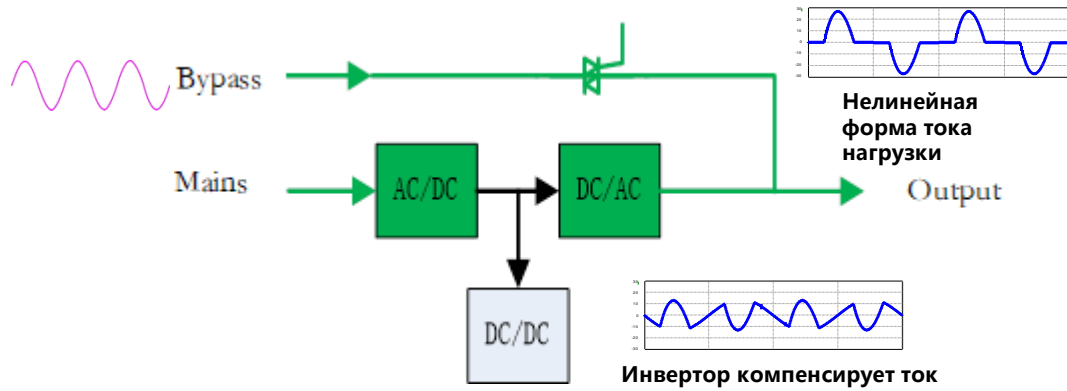 Bypass
Нелинейная
форма тока
нагрузки
Mains
AC/DC
DC/AC
Output
DC/DC
Инвертор компенсирует ток